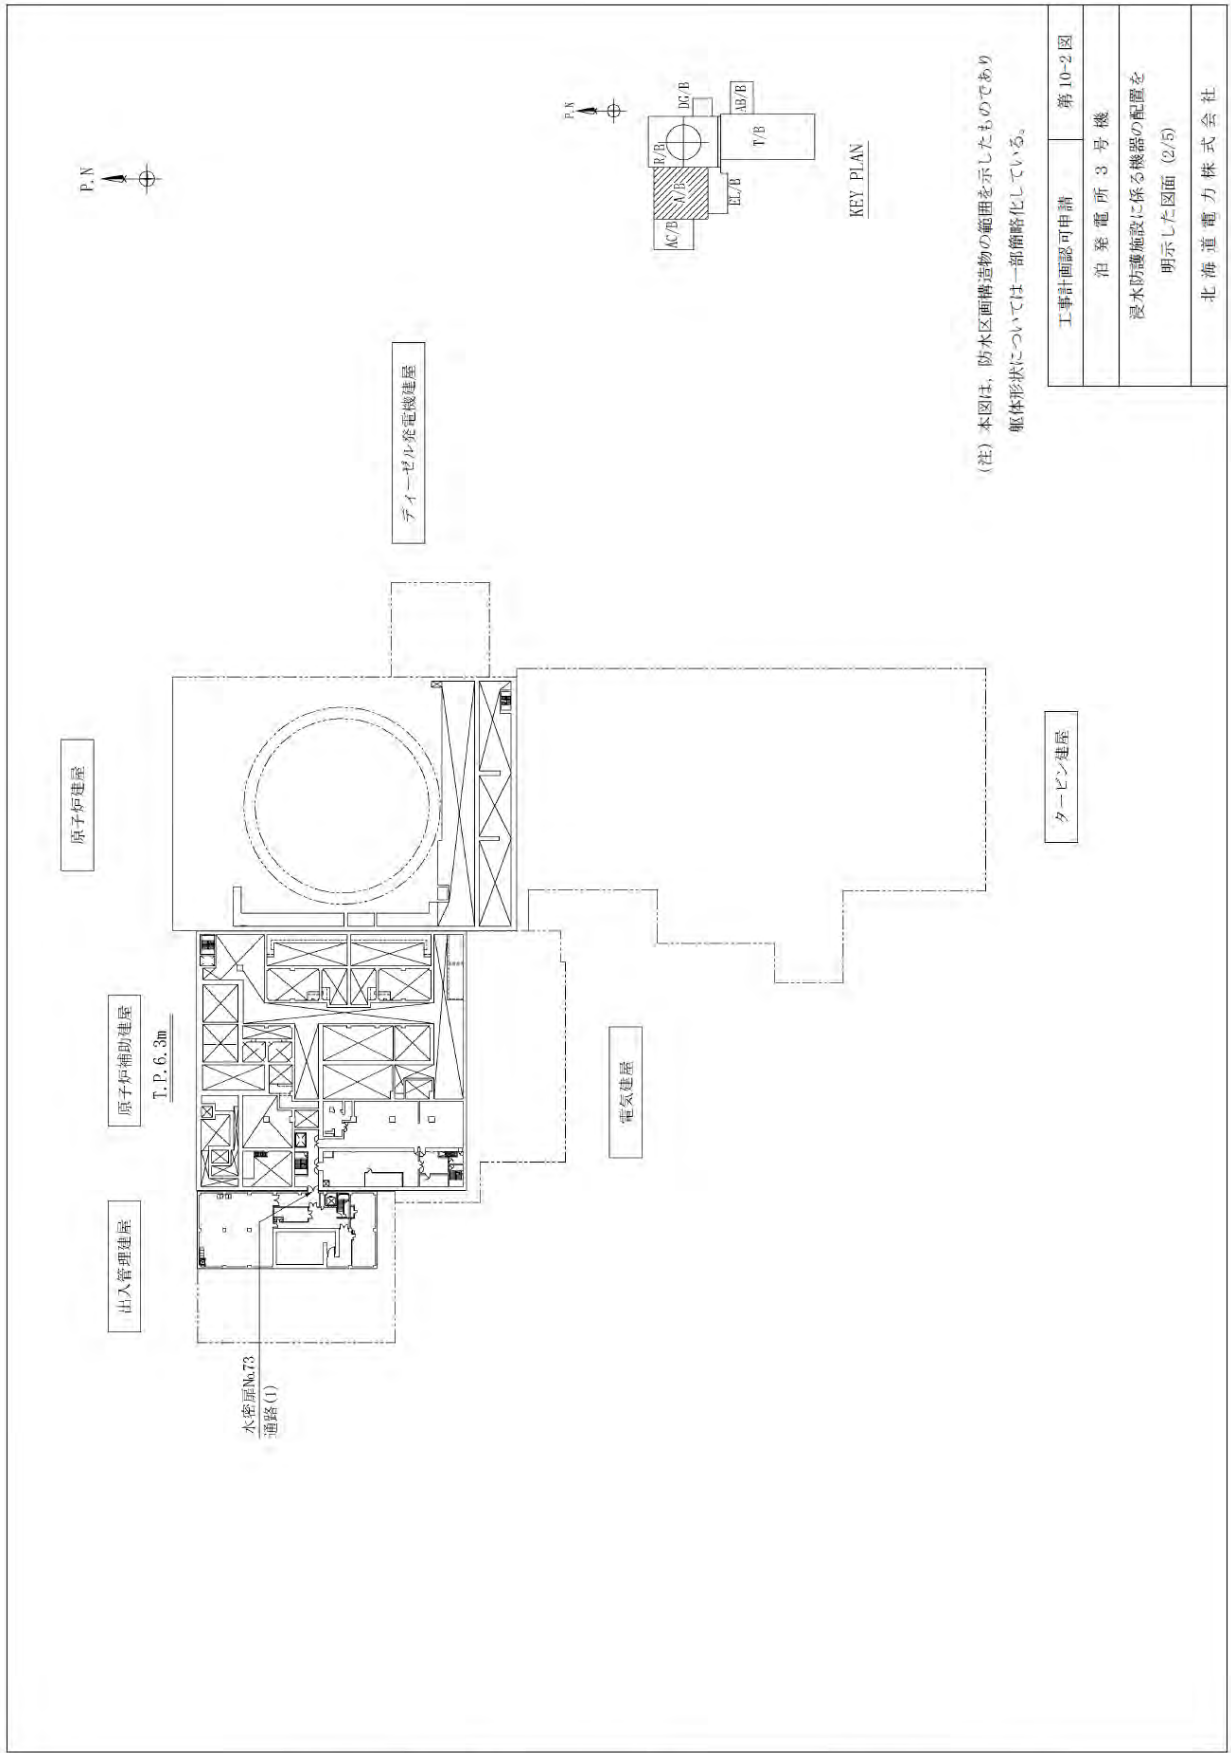 P.N
原子炉建屋
原子炉補助建屋
T.P.6.3m
出入管理建屋
水密扉No.73
通路(1)
ディーゼル発電機建屋
電気建屋
タービン建屋
P.N
DG/B
R/B
AB/B
A/B
T/B
AC/B
EL/B
KEY PLAN
(注) 本図は，防水区画構造物の範囲を示したものであり
躯体形状については一部簡略化している。
工事計画認可申請 第10-2図
泊発電所3号機
浸水防護施設に係る機器の配置を
明示した図面 (2/5)
北海道電力株式会社